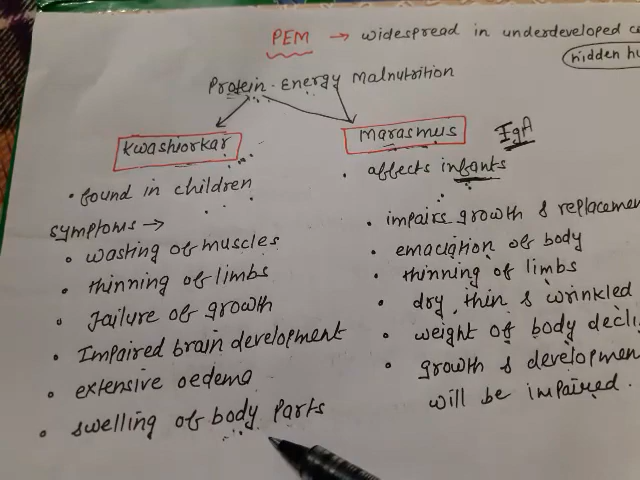 PEM → widespread in underdeveloped
hidden
Protein-Energy Malnutrition
Kwashiorkar
Marasmus
IgA
• found in children
symptoms →
• wasting of muscles
• thinning of limbs
• Failure of growth
• Impaired brain development
• extensive oedema
• swelling of body parts
• affects infants
• impairs growth & replacemen
• emaciation of body
• thinning of limbs
• dry, thin & wrinkled
• weight of body decli
• growth & developmen
will be impaired.